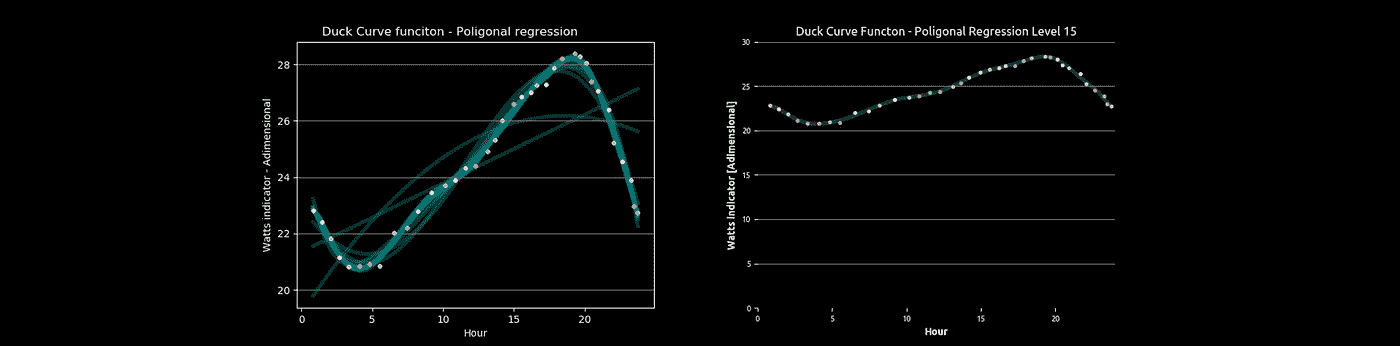 Duck Curve funciton - Poligonal regression
28
26
24
22
20
Watts indicator - Adimensional
0 5 10 15 20
Hour
Duck Curve Functon - Poligonal Regression Level 15
30
25
20
15
10
5
0
Watts Indicator [Adimensional]
0 5 10 15 20
Hour